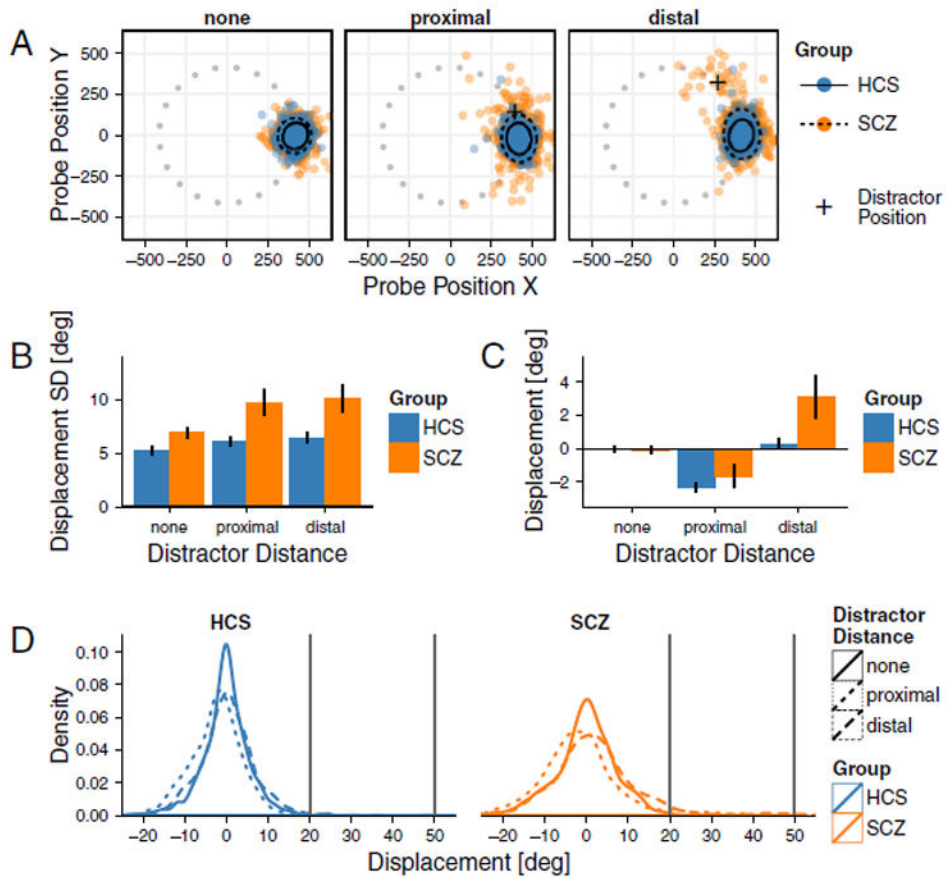 A
none
proximal
distal
Probe Position Y
500
250
0
−250
−500
−500 −250 0 250 500
−500 −250 0 250 500
−500 −250 0 250 500
Probe Position X
Group
HCS
SCZ
Distractor
Position
B
Displacement SD [deg]
10
5
0
none proximal distal
Distractor Distance
Group
HCS
SCZ
C
Displacement [deg]
4
2
0
−2
none proximal distal
Distractor Distance
Group
HCS
SCZ
D
HCS
SCZ
Density
0.10
0.08
0.06
0.04
0.02
0.00
−20 −10 0 10 20 30 40 50
−20 −10 0 10 20 30 40 50
Displacement [deg]
Distractor
Distance
none
proximal
distal
Group
HCS
SCZ